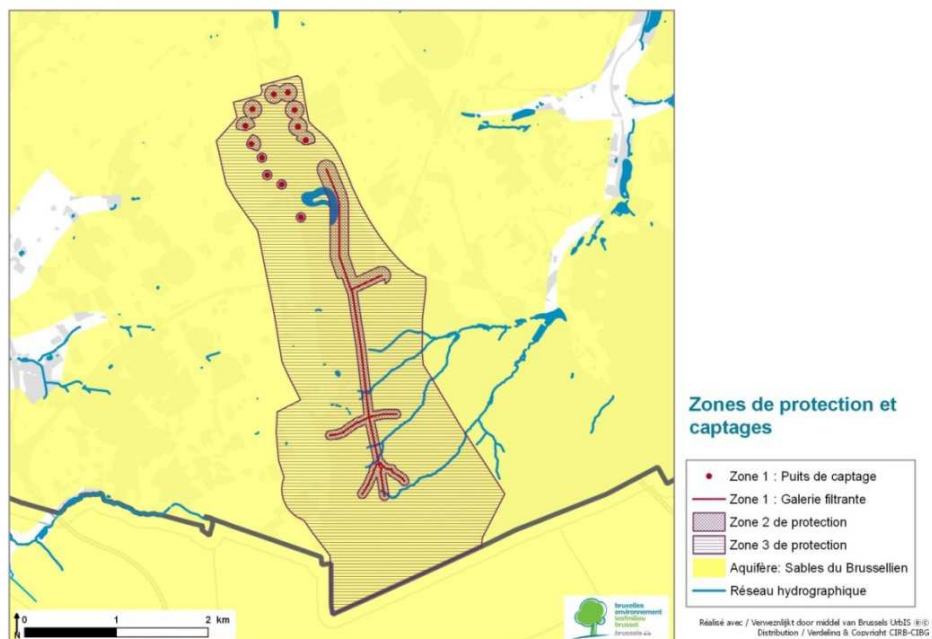 Zones de protection et
captages
Zone 1 : Puits de captage
Zone 1 : Galerie filtrante
Zone 2 de protection
Zone 3 de protection
Aquifère: Sables du Brussellien
Réseau hydrographique
N
0 1 2 km
bruxelles
environnement
leefmilieu
brussel
Réalisé avec / Verwezenlijkt door middel van Brussels UrbIS ®©
Distribution / Verdeling & Copyright CIRB-CIBG